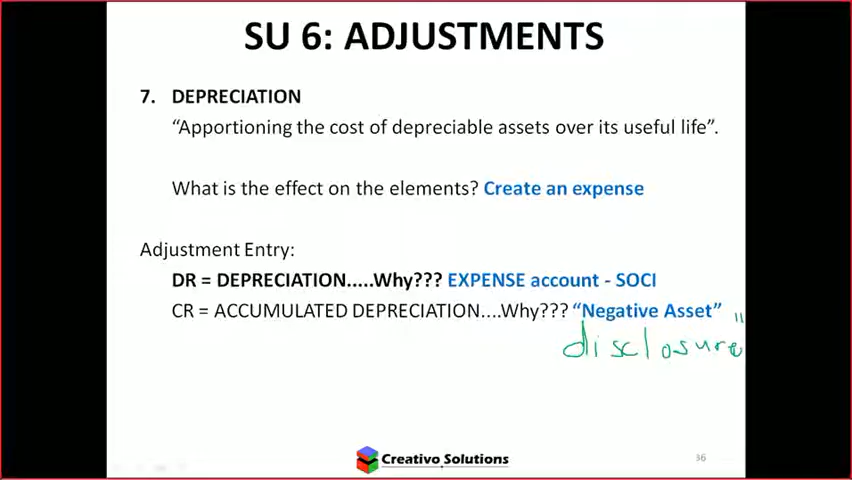 SU 6: ADJUSTMENTS
7. DEPRECIATION
“Apportioning the cost of depreciable assets over its useful life”.
What is the effect on the elements? Create an expense
Adjustment Entry:
DR = DEPRECIATION.....Why??? EXPENSE account - SOCI
CR = ACCUMULATED DEPRECIATION....Why??? “Negative Asset”
disclosure"
Creativo Solutions
36